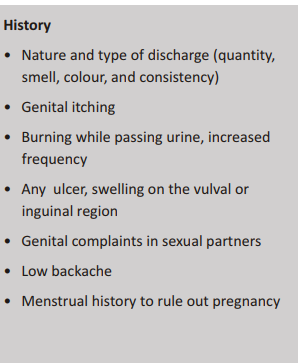 History
• Nature and type of discharge (quantity,
smell, colour, and consistency)
• Genital itching
• Burning while passing urine, increased
frequency
• Any  ulcer, swelling on the vulval or
inguinal region
• Genital complaints in sexual partners
• Low backache
• Menstrual history to rule out pregnancy